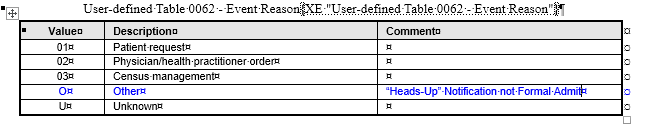 User-defined Table 0062 - Event Reason{XE "User-defined Table 0062 - Event Reason"}¶
Value¤ Description¤ Comment¤ ¤
01¤ Patient request¤ ¤ ¤
02¤ Physician/health practitioner order¤ ¤ ¤
03¤ Census management¤ ¤ ¤
O¤ Other¤ “Heads-Up” Notification not Formal Admit¤ ¤
U¤ Unknown¤ ¤ ¤